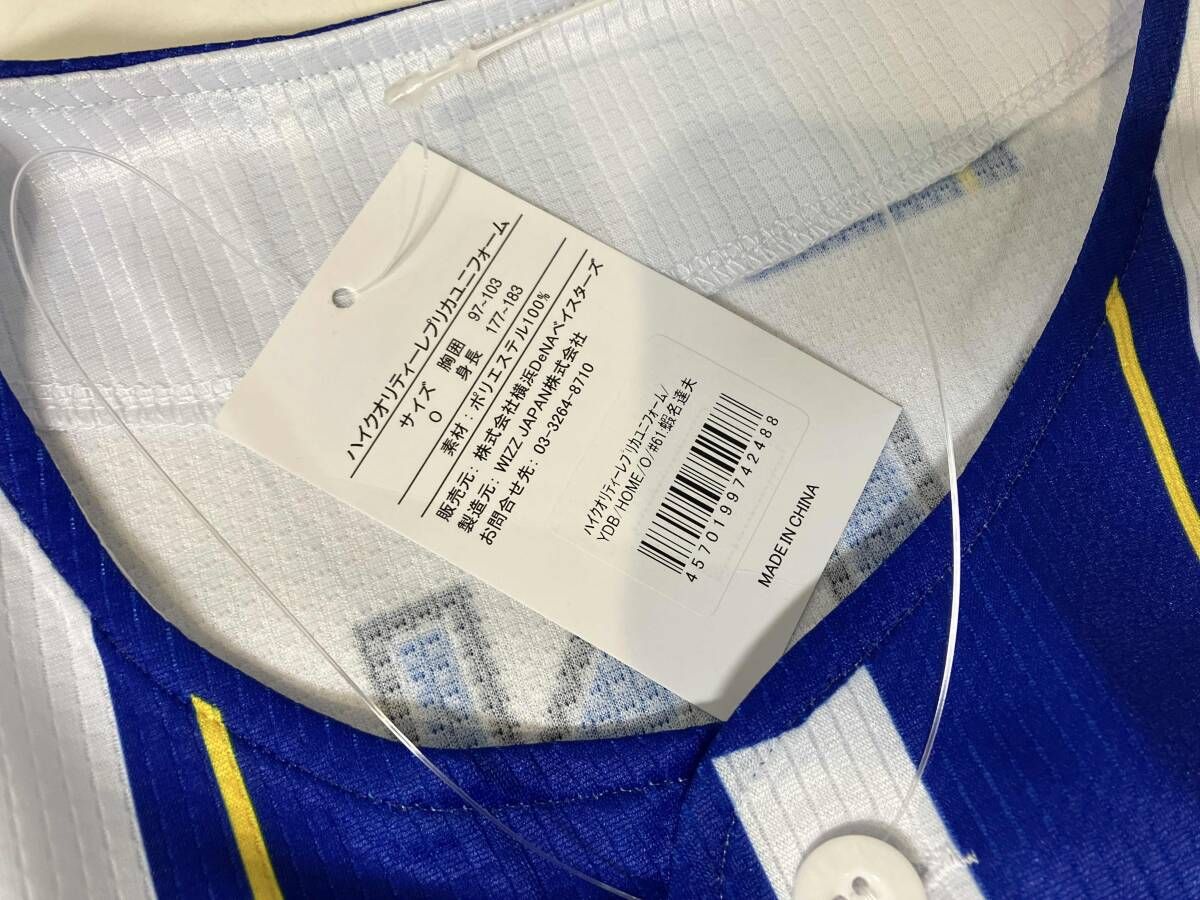 ハイクオリティーレプリカユニフォーム
サイズ 胸囲 97~103
O 身長 177~183
素材：ポリエステル100%
販売元：株式会社横浜DeNAベイスターズ
製造元：WIZZ JAPAN株式会社
お問合せ先：03-3264-8710
ハイクオリティーレプリカユニフォーム/
YDB/HOME/O/#61:蝦名達夫
4570199742488
MADE IN CHINA